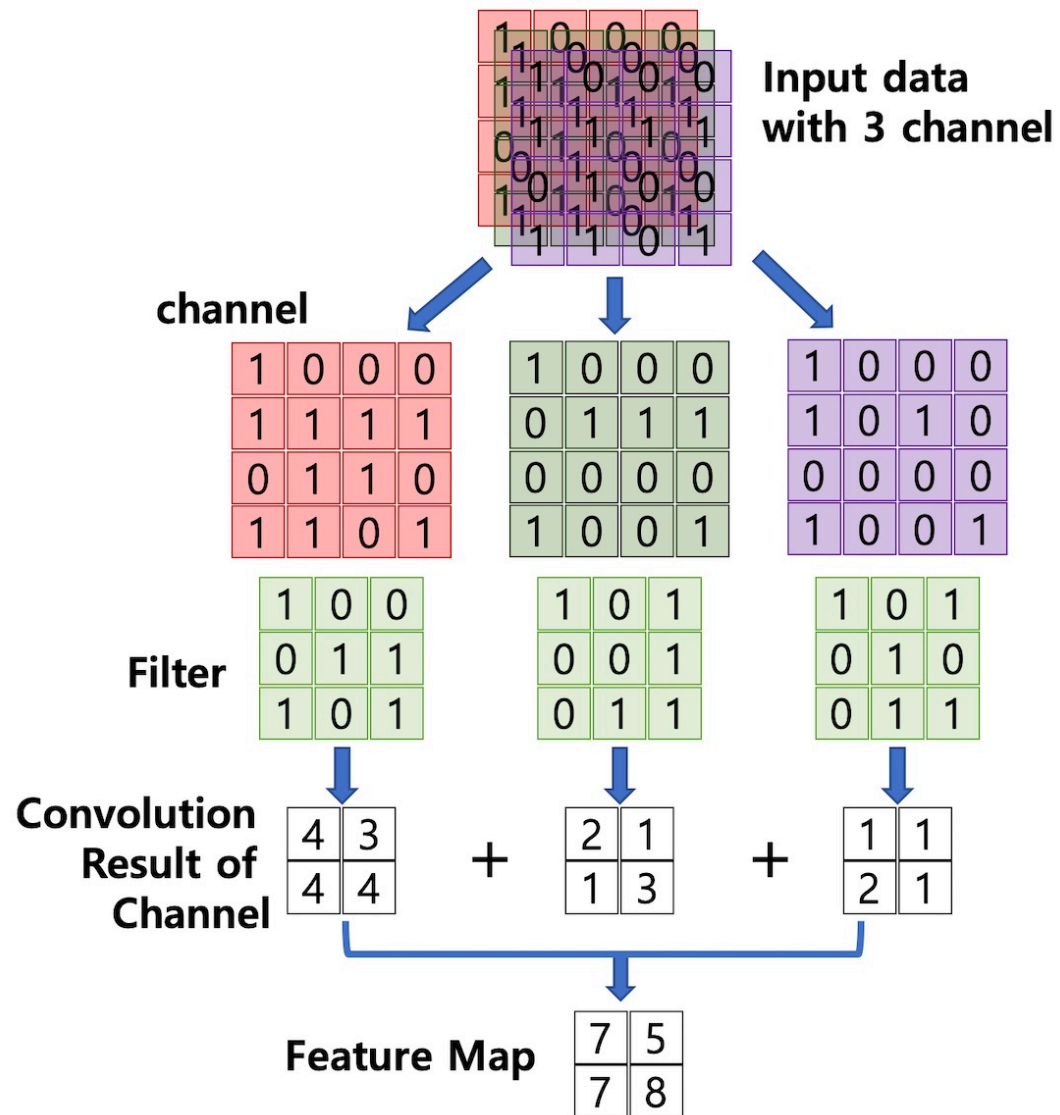 Input data
with 3 channel
channel
1 0 0 0 1 0 0 0 1 0 0 0
1 1 1 1 0 1 1 1 1 0 1 0
0 1 1 0 0 0 0 0 0 0 0 0
1 1 0 1 1 0 0 1 1 0 0 1
Filter
1 0 0 1 0 1 1 0 1
0 1 1 0 0 1 0 1 0
1 0 1 0 1 1 0 1 1
Convolution
Result of
Channel
4 3 2 1 1 1
+ +
4 4 1 3 2 1
Feature Map
7 5
7 8